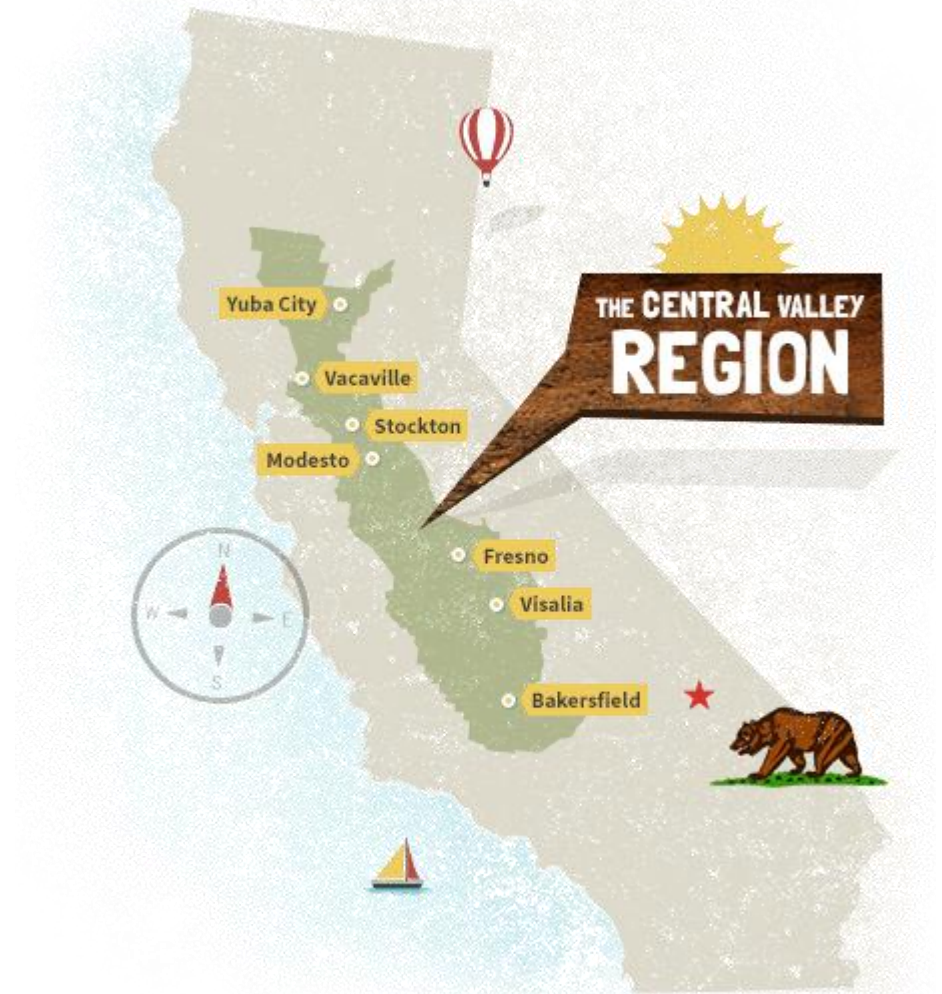 THE CENTRAL VALLEY
REGION
Yuba City
Vacaville
Stockton
Modesto
N
W
E
S
Fresno
Visalia
Bakersfield